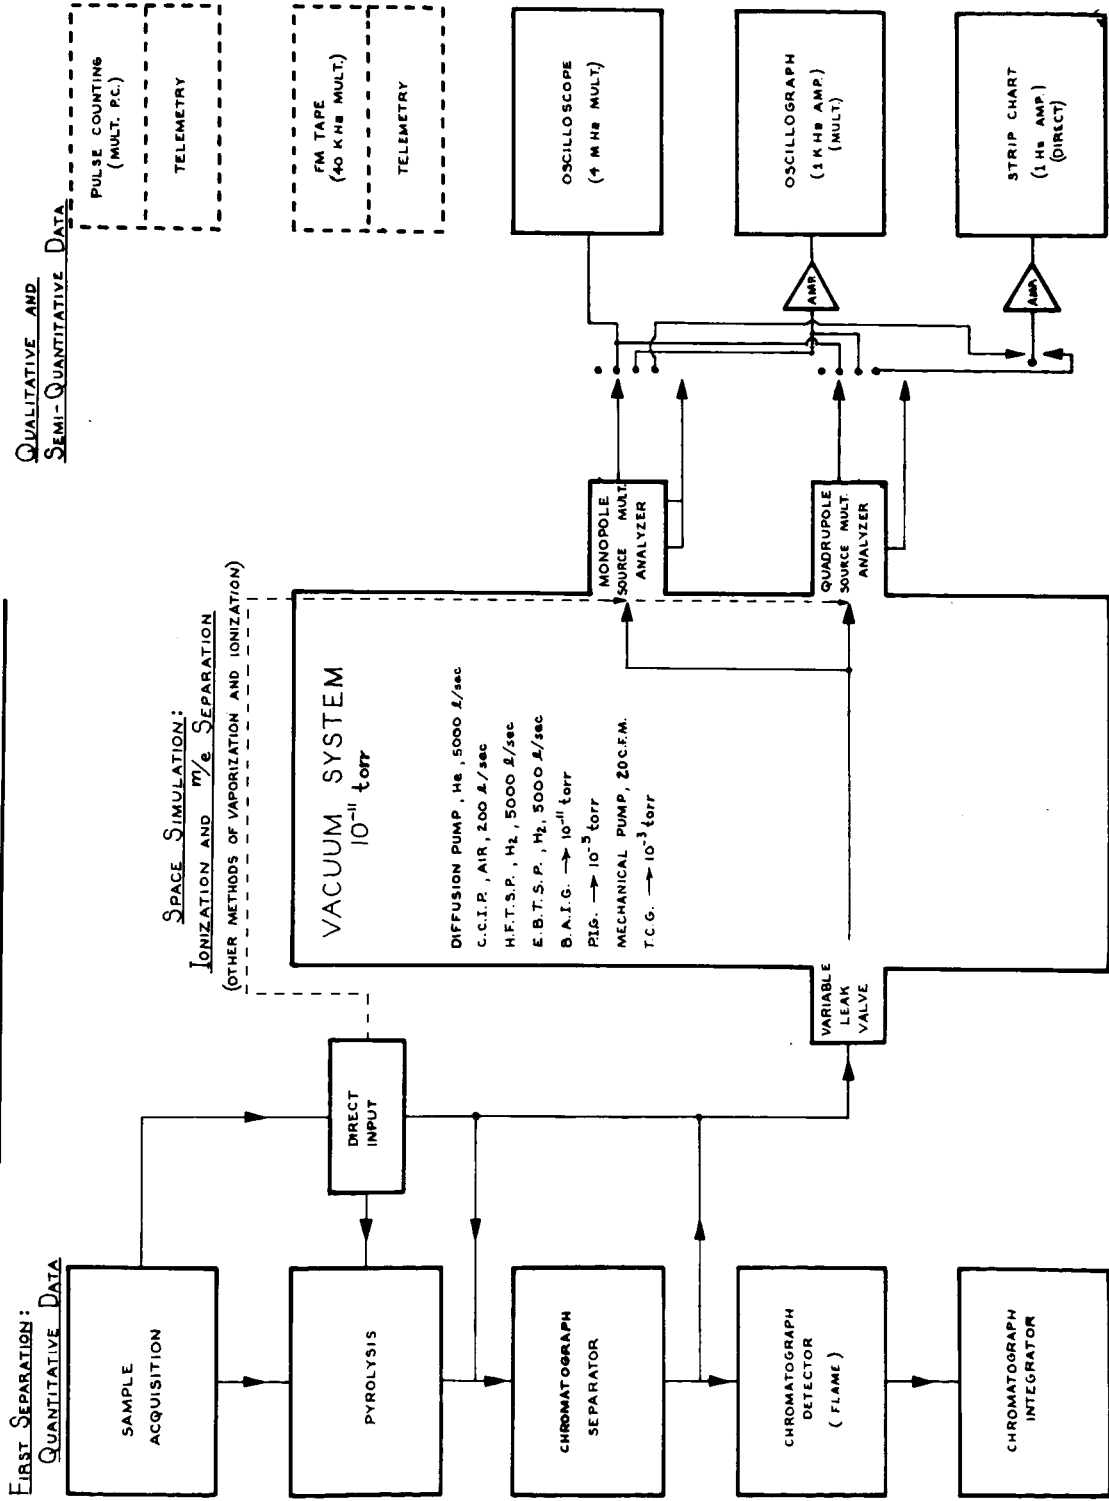 FIRST SEPARATION:
QUANTITATIVE DATA
SAMPLE
ACQUISITION
PYROLYSIS
CHROMATOGRAPH
SEPARATOR
CHROMATOGRAPH
DETECTOR
(FLAME)
CHROMATOGRAPH
INTEGRATOR
DIRECT
INPUT
SPACE SIMULATION:
IONIZATION AND m/e SEPARATION
(OTHER METHODS OF VAPORIZATION AND IONIZATION)
VACUUM SYSTEM
10⁻¹¹ torr
DIFFUSION PUMP, He, 5000 l/sec
C.C.I.P., AIR, 200 l/sec
H.F.T.S.P., H₂, 5000 l/sec
E.B.T.S.P., H₂, 5000 l/sec
B.A.I.G. → 10⁻¹¹ torr
P.I.G. → 10⁻⁵ torr
MECHANICAL PUMP, 20 C.F.M.
T.C.G. → 10⁻³ torr
VARIABLE
LEAK
VALVE
MONOPOLE
SOURCE MULT.
ANALYZER
QUADRUPOLE
SOURCE MULT.
ANALYZER
QUALITATIVE AND
SEMI-QUANTITATIVE DATA
PULSE COUNTING
(MULT. P.C.)
TELEMETRY
FM TAPE
(40 KHz MULT.)
TELEMETRY
OSCILLOSCOPE
(4 MHz MULT.)
AMP.
OSCILLOGRAPH
(1 KHz AMP.)
(MULT.)
AMP.
STRIP CHART
(1 Hz AMP.)
(DIRECT)